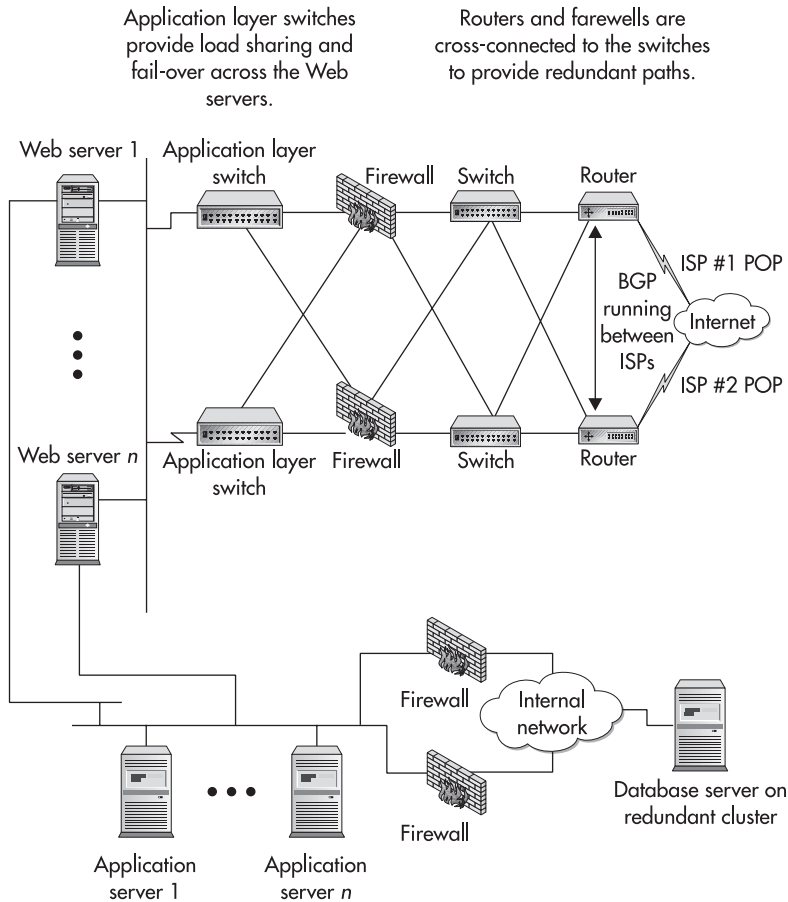 Application layer switches
provide load sharing and
fail-over across the Web
servers.
Routers and farewells are
cross-connected to the switches
to provide redundant paths.
Web server 1
Application layer
switch
Firewall
Switch
Router
ISP #1 POP
BGP
running
between
ISPs
Internet
ISP #2 POP
Web server n
Application layer
switch
Firewall
Switch
Router
Firewall
Internal
network
Firewall
Database server on
redundant cluster
Application
server 1
Application
server n